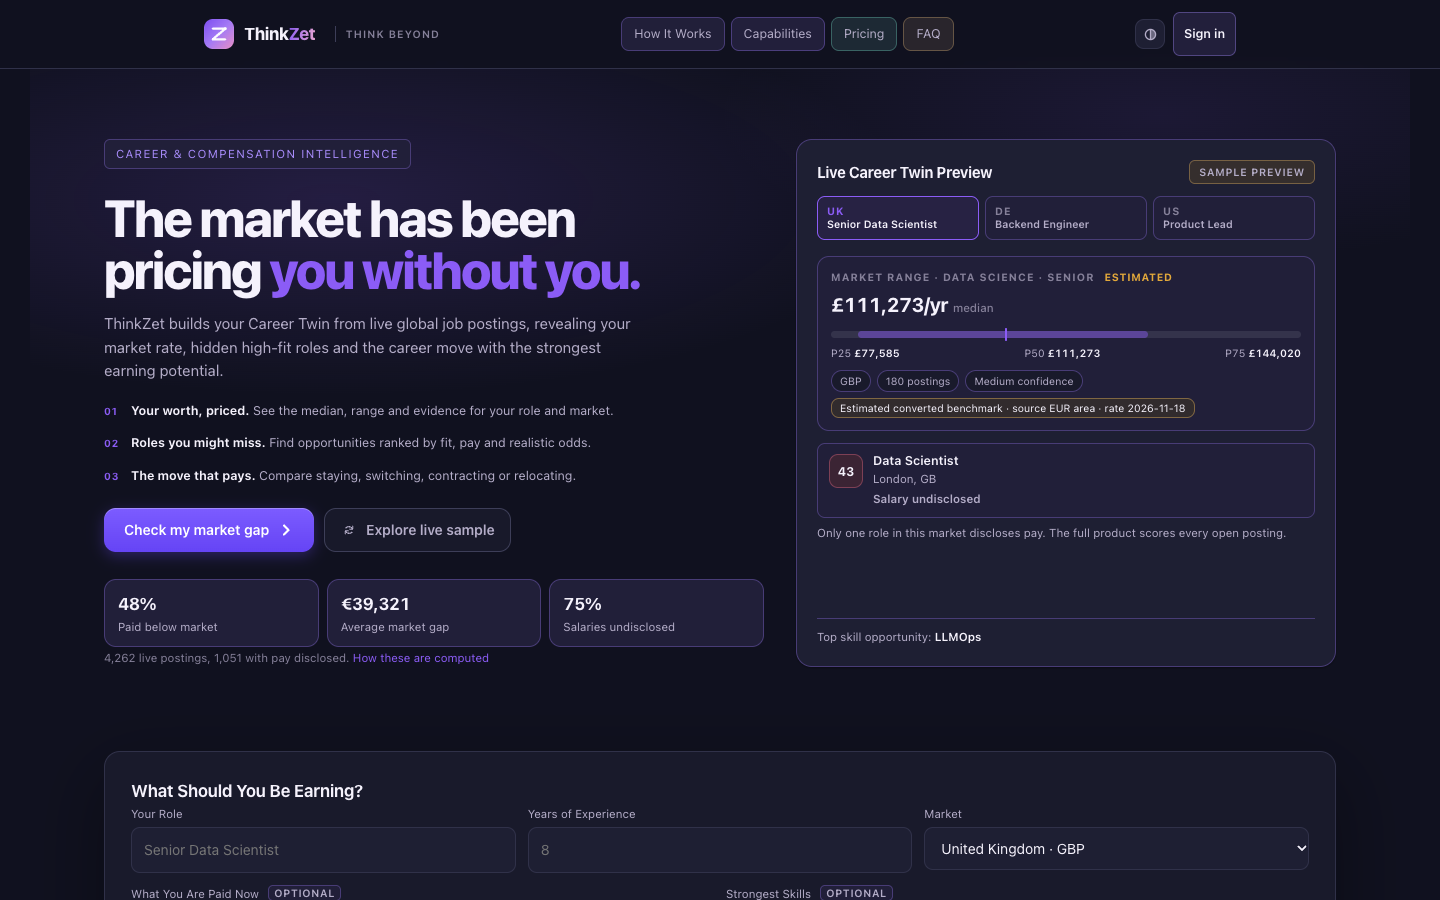 ThinkZet
THINK BEYOND
How It Works
Capabilities
Pricing
FAQ
Sign in
CAREER & COMPENSATION INTELLIGENCE
The market has been
pricing you without you.
ThinkZet builds your Career Twin from live global job postings, revealing your
market rate, hidden high-fit roles and the career move with the strongest
earning potential.
01 Your worth, priced. See the median, range and evidence for your role and market.
02 Roles you might miss. Find opportunities ranked by fit, pay and realistic odds.
03 The move that pays. Compare staying, switching, contracting or relocating.
Check my market gap
Explore live sample
48%
Paid below market
€39,321
Average market gap
75%
Salaries undisclosed
4,262 live postings, 1,051 with pay disclosed. How these are computed
Live Career Twin Preview
SAMPLE PREVIEW
UK
Senior Data Scientist
DE
Backend Engineer
US
Product Lead
MARKET RANGE · DATA SCIENCE · SENIOR ESTIMATED
£111,273/yr median
P25 £77,585
P50 £111,273
P75 £144,020
GBP
180 postings
Medium confidence
Estimated converted benchmark · source EUR area · rate 2026-11-18
43
Data Scientist
London, GB
Salary undisclosed
Only one role in this market discloses pay. The full product scores every open posting.
Top skill opportunity: LLMOps
What Should You Be Earning?
Your Role
Senior Data Scientist
Years of Experience
8
Market
United Kingdom · GBP
What You Are Paid Now OPTIONAL
Strongest Skills OPTIONAL